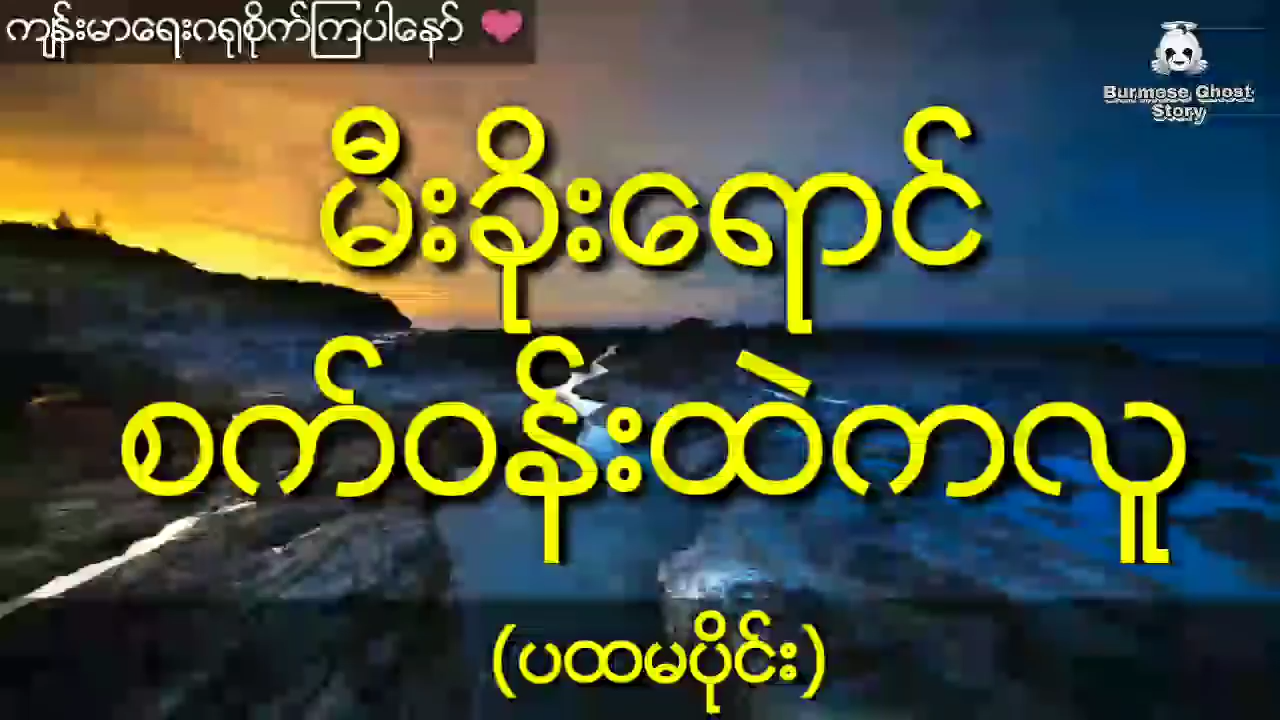 ကျန်းမာရေးဂရုစိုက်ကြပါနော် ❤
Burmese Ghost
Story
မီးခိုးရောင်
စက်ဝန်းထဲကလူ
(ပထမပိုင်း)